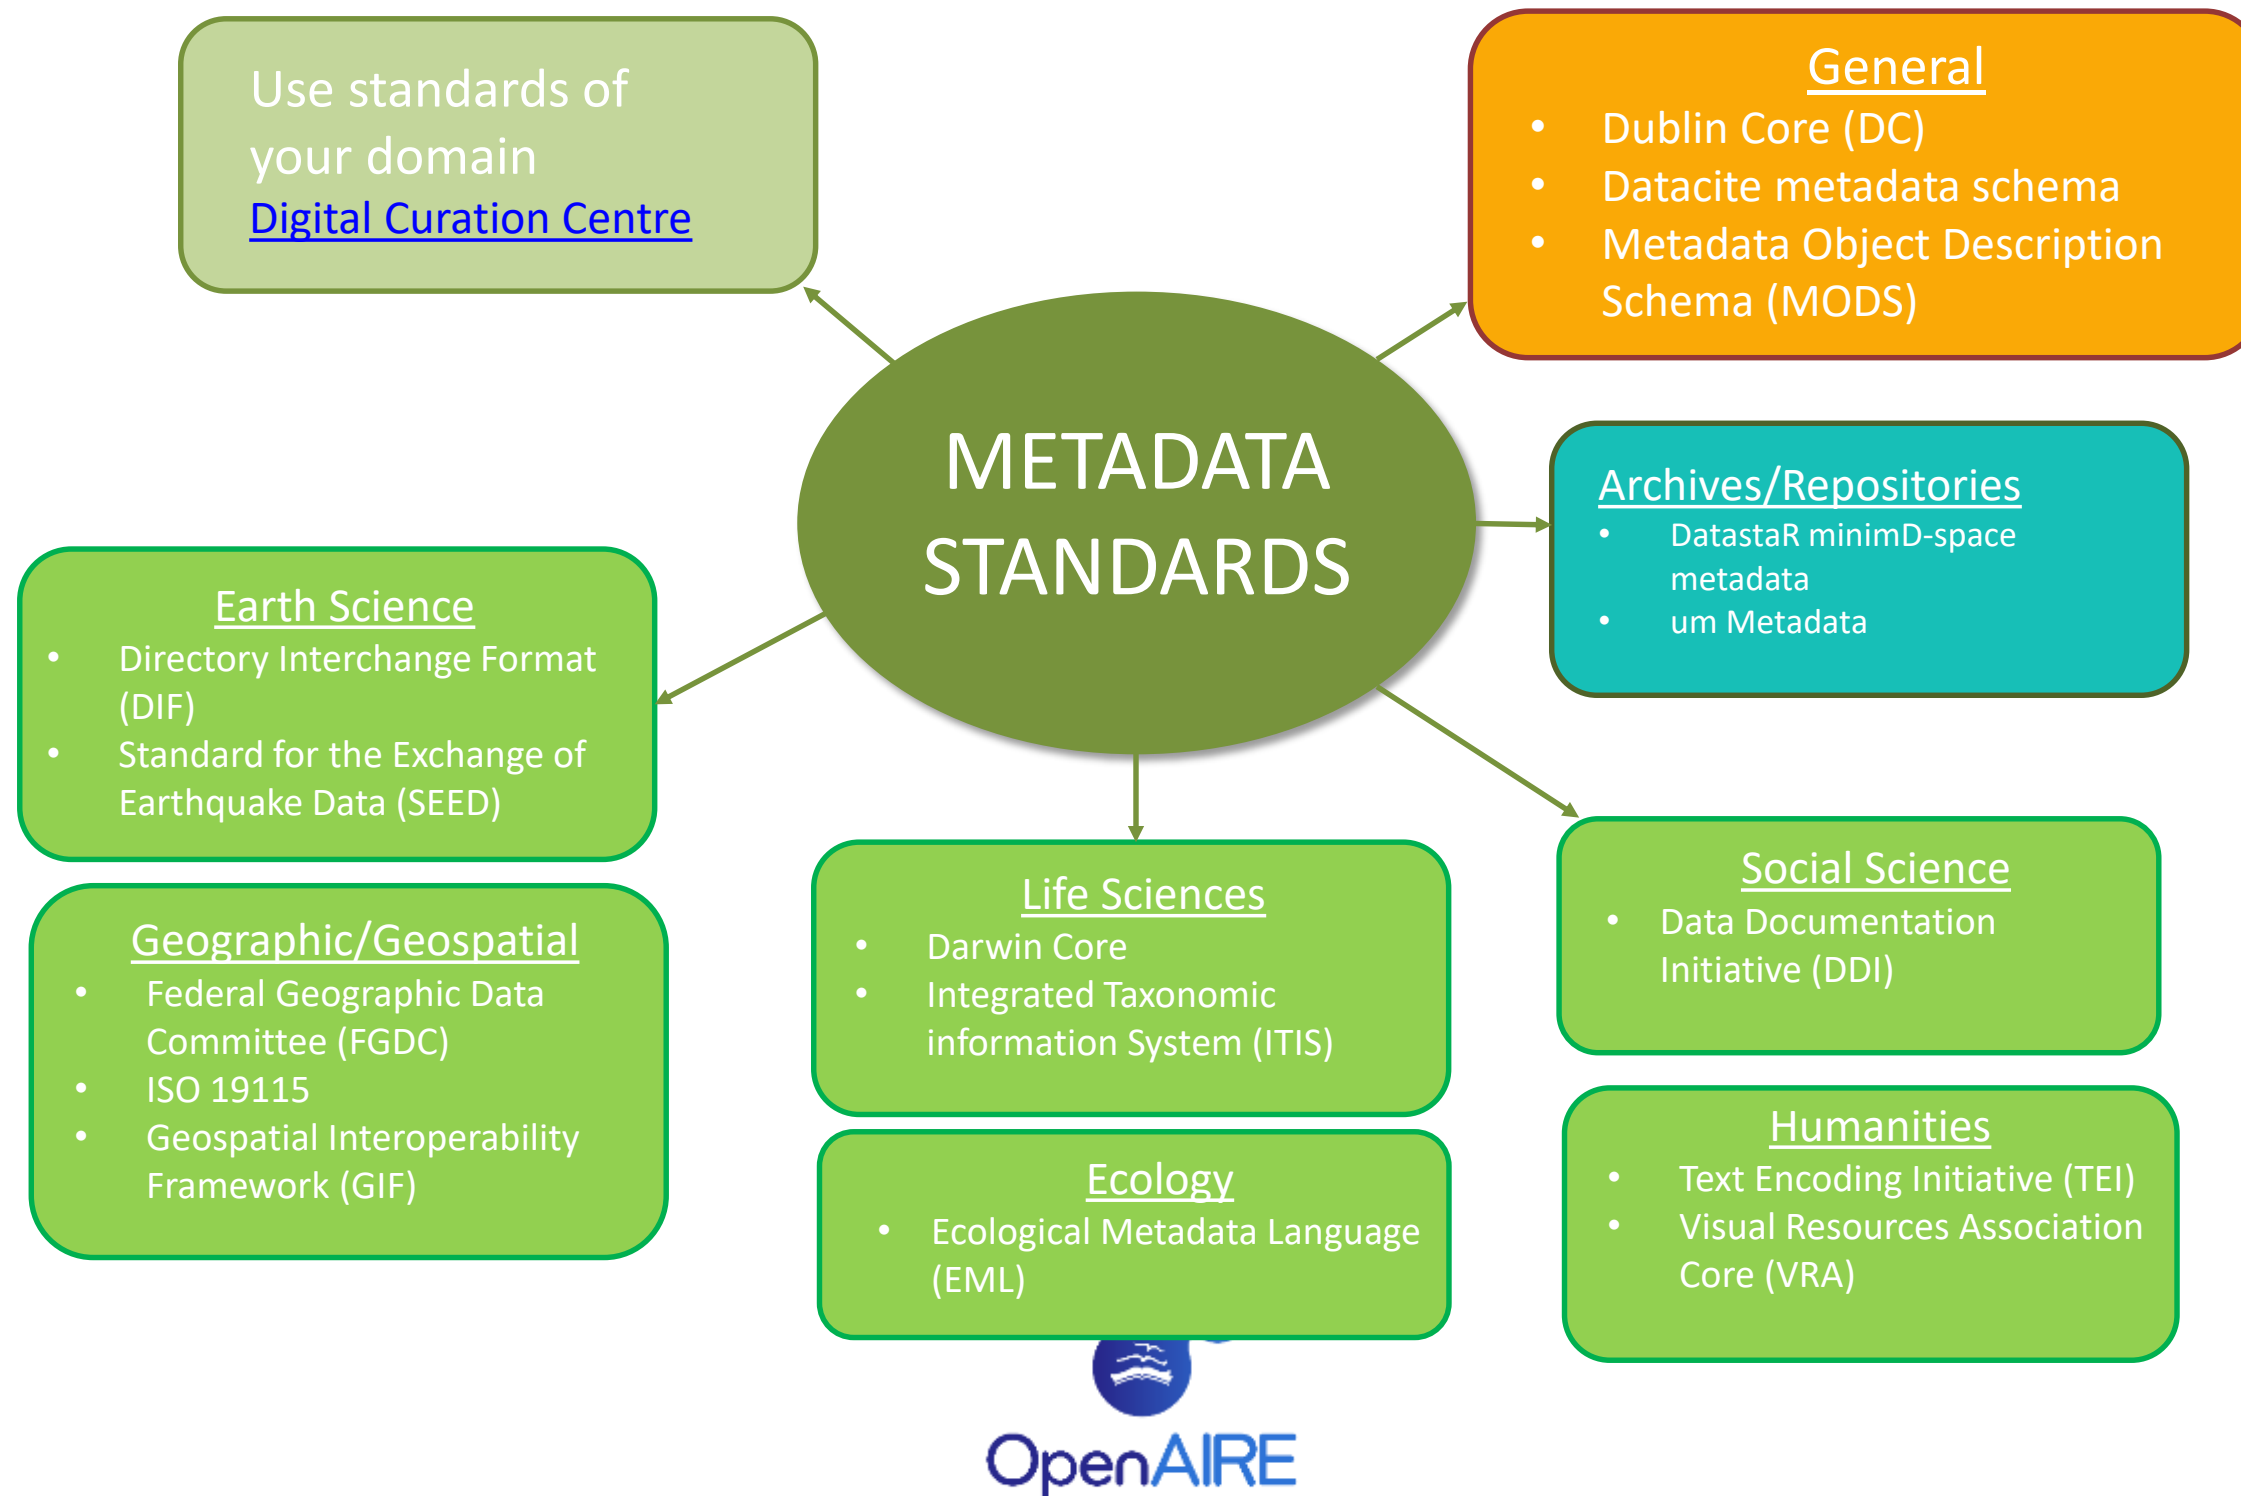 Use standards of
your domain
Digital Curation Centre
General
• Dublin Core (DC)
• Datacite metadata schema
• Metadata Object Description
Schema (MODS)
METADATA
STANDARDS
Archives/Repositories
• DatastaR minimD-space
metadata
• um Metadata
Earth Science
• Directory Interchange Format
(DIF)
• Standard for the Exchange of
Earthquake Data (SEED)
Geographic/Geospatial
• Federal Geographic Data
Committee (FGDC)
• ISO 19115
• Geospatial Interoperability
Framework (GIF)
Life Sciences
• Darwin Core
• Integrated Taxonomic
information System (ITIS)
Ecology
• Ecological Metadata Language
(EML)
Social Science
• Data Documentation
Initiative (DDI)
Humanities
• Text Encoding Initiative (TEI)
• Visual Resources Association
Core (VRA)
OpenAIRE